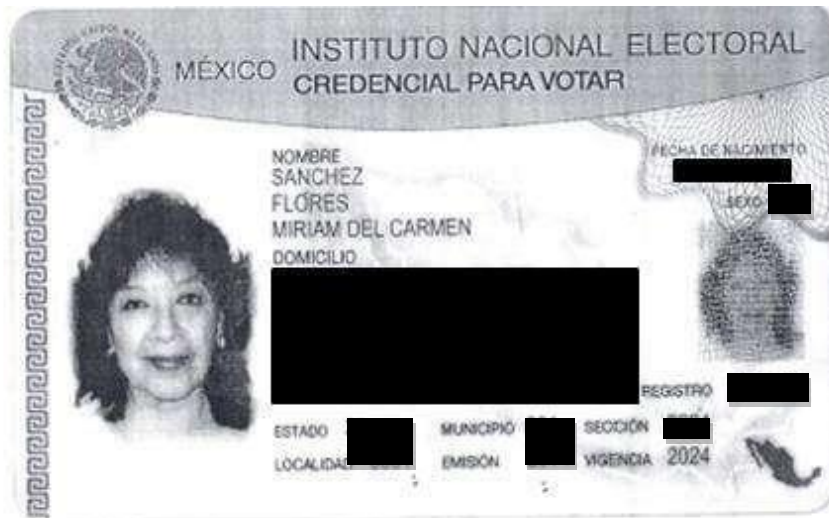 MÉXICO
INSTITUTO NACIONAL ELECTORAL
CREDENCIAL PARA VOTAR
NOMBRE
SANCHEZ
FLORES
MIRIAM DEL CARMEN
DOMICILIO
FECHA DE NACIMIENTO
SEXO
REGISTRO
ESTADO MUNICIPIO SECCIÓN
LOCALIDAD EMISIÓN VIGENCIA 2024